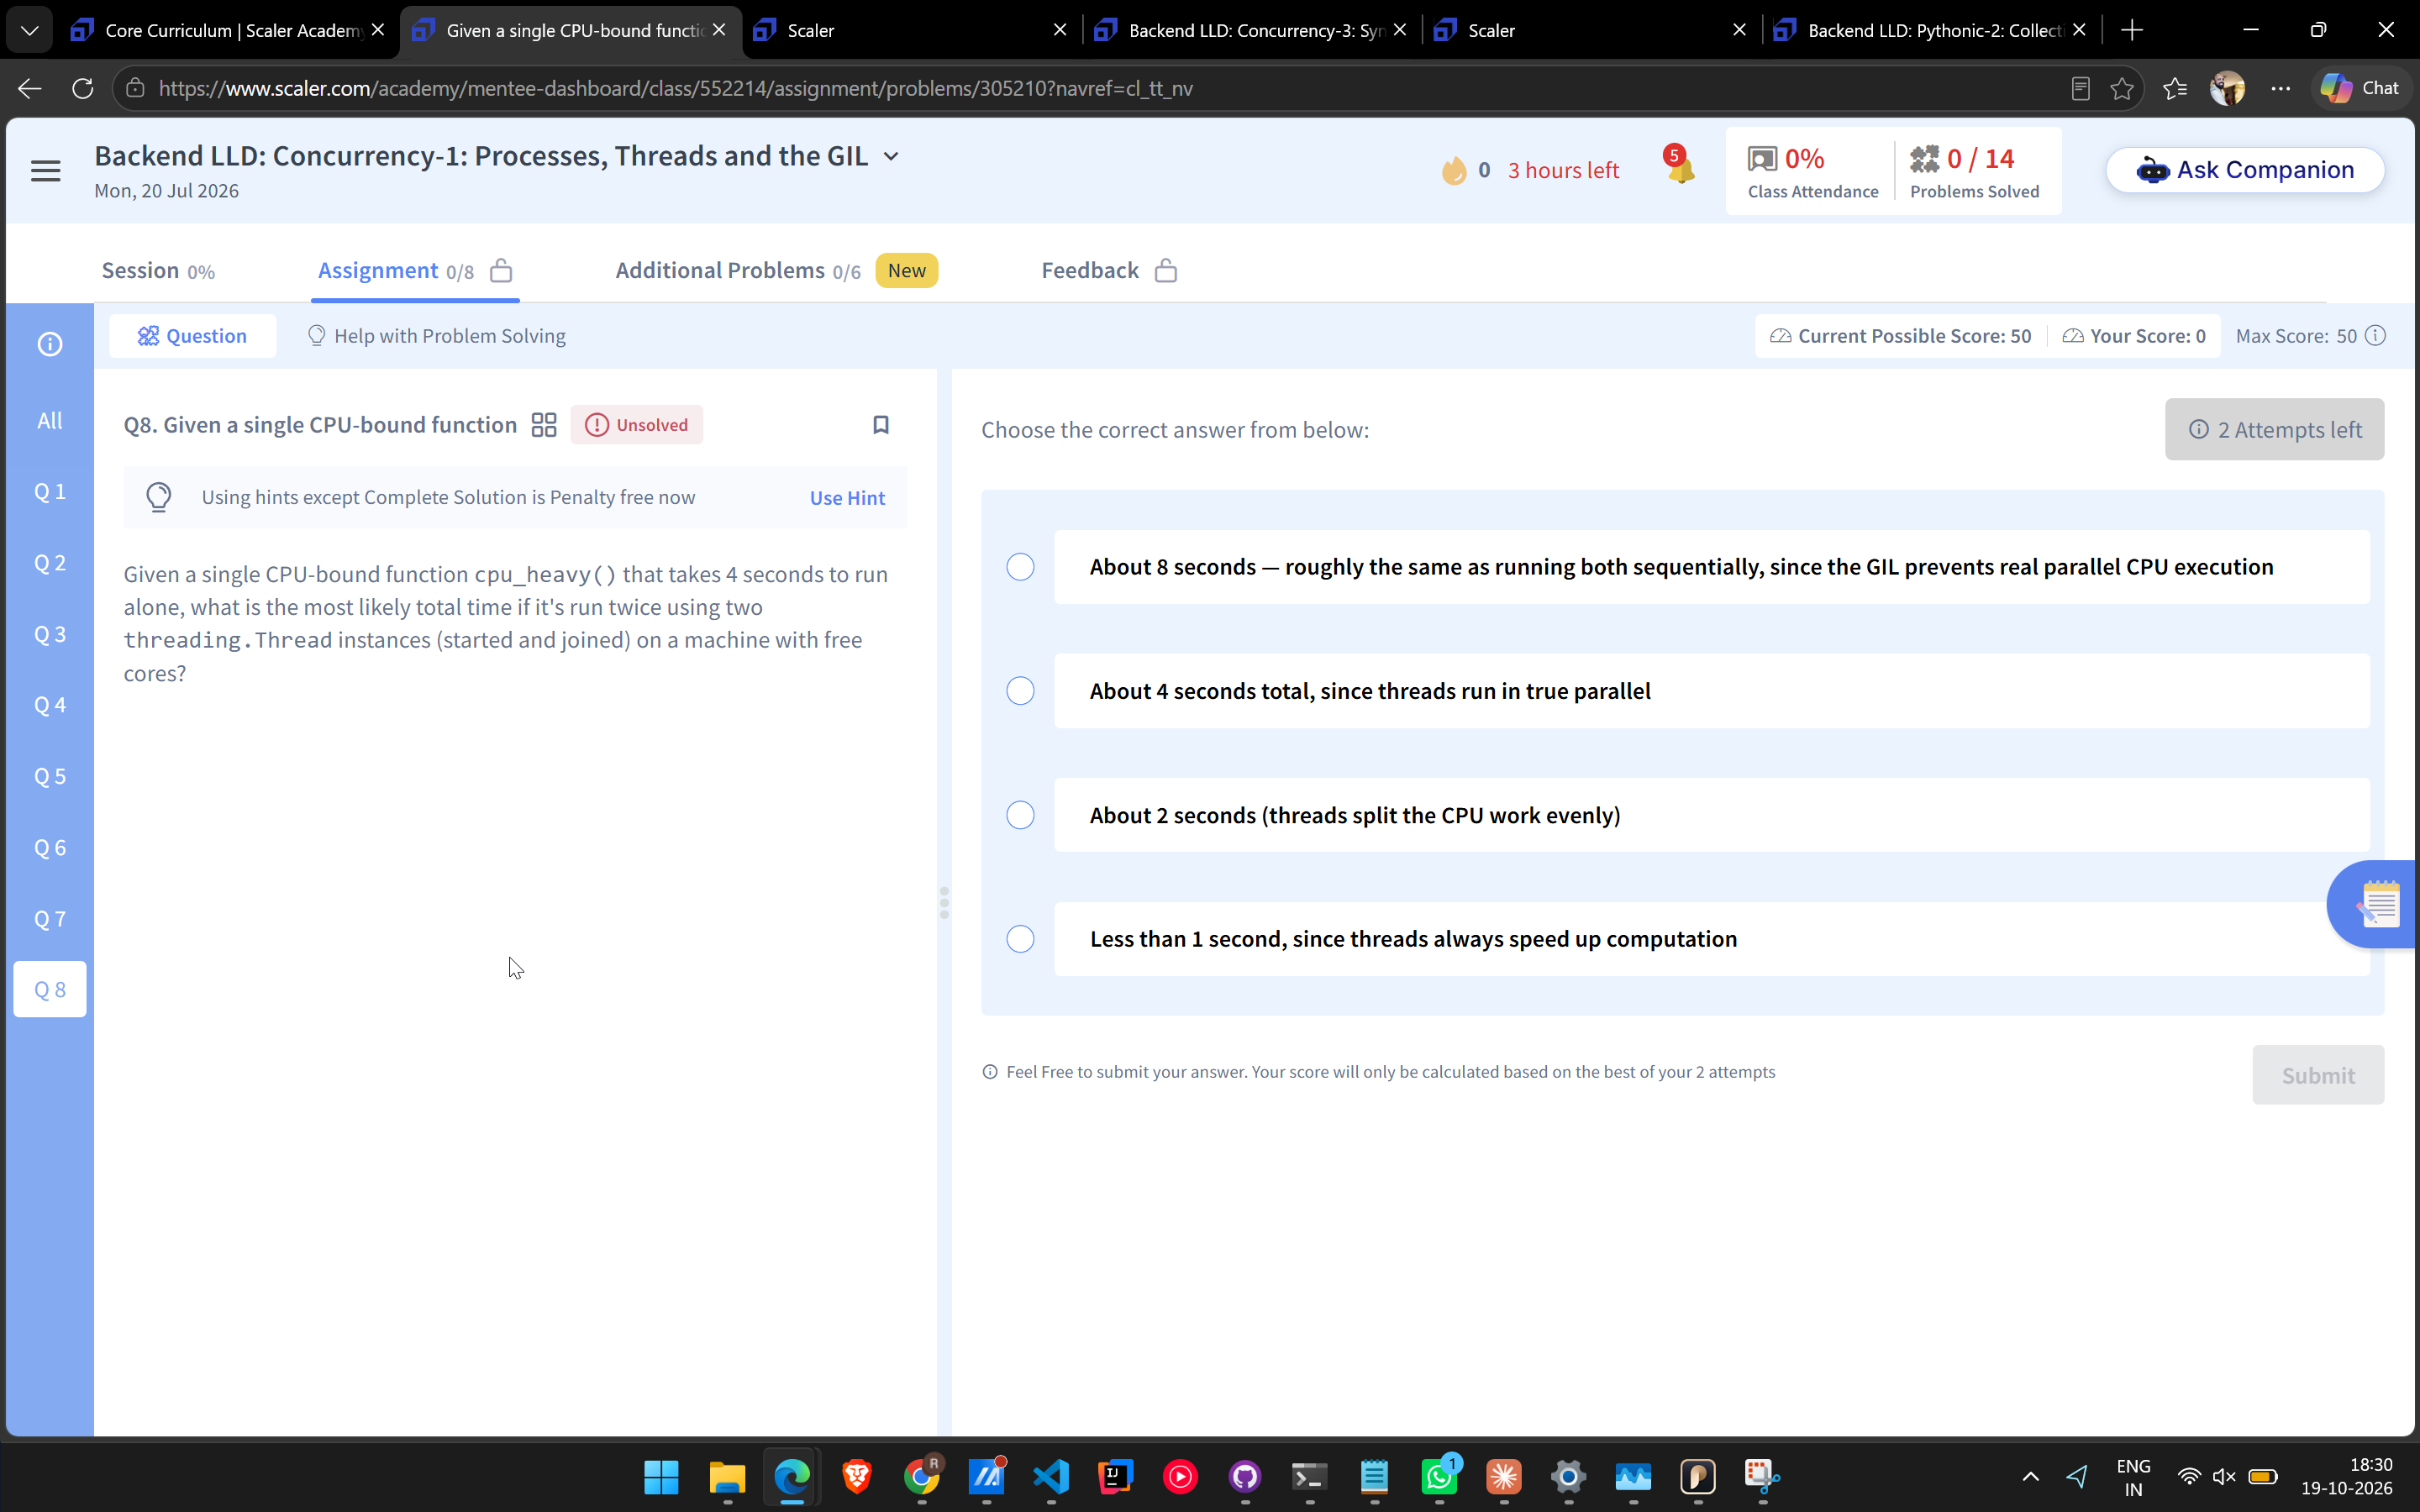 Core Curriculum | Scaler Academy
Given a single CPU-bound functio
Scaler
Backend LLD: Concurrency-3: Syn
Scaler
Backend LLD: Pythonic-2: Collecti
https://www.scaler.com/academy/mentee-dashboard/class/552214/assignment/problems/305210?navref=cl_tt_nv
Chat
Backend LLD: Concurrency-1: Processes, Threads and the GIL
Mon, 20 Jul 2026
0
3 hours left
5
0%
Class Attendance
0 / 14
Problems Solved
Ask Companion
Session 0%
Assignment 0/8
Additional Problems 0/6
New
Feedback
Question
Help with Problem Solving
Current Possible Score: 50
Your Score: 0
Max Score: 50
All
Q 1
Q 2
Q 3
Q 4
Q 5
Q 6
Q 7
Q 8
Q8. Given a single CPU-bound function
Unsolved
Using hints except Complete Solution is Penalty free now
Use Hint
Given a single CPU-bound function cpu_heavy() that takes 4 seconds to run
alone, what is the most likely total time if it's run twice using two
threading.Thread instances (started and joined) on a machine with free
cores?
Choose the correct answer from below:
2 Attempts left
About 8 seconds — roughly the same as running both sequentially, since the GIL prevents real parallel CPU execution
About 4 seconds total, since threads run in true parallel
About 2 seconds (threads split the CPU work evenly)
Less than 1 second, since threads always speed up computation
Feel Free to submit your answer. Your score will only be calculated based on the best of your 2 attempts
Submit
R
IJ
1
ENG
IN
18:30
19-10-2026